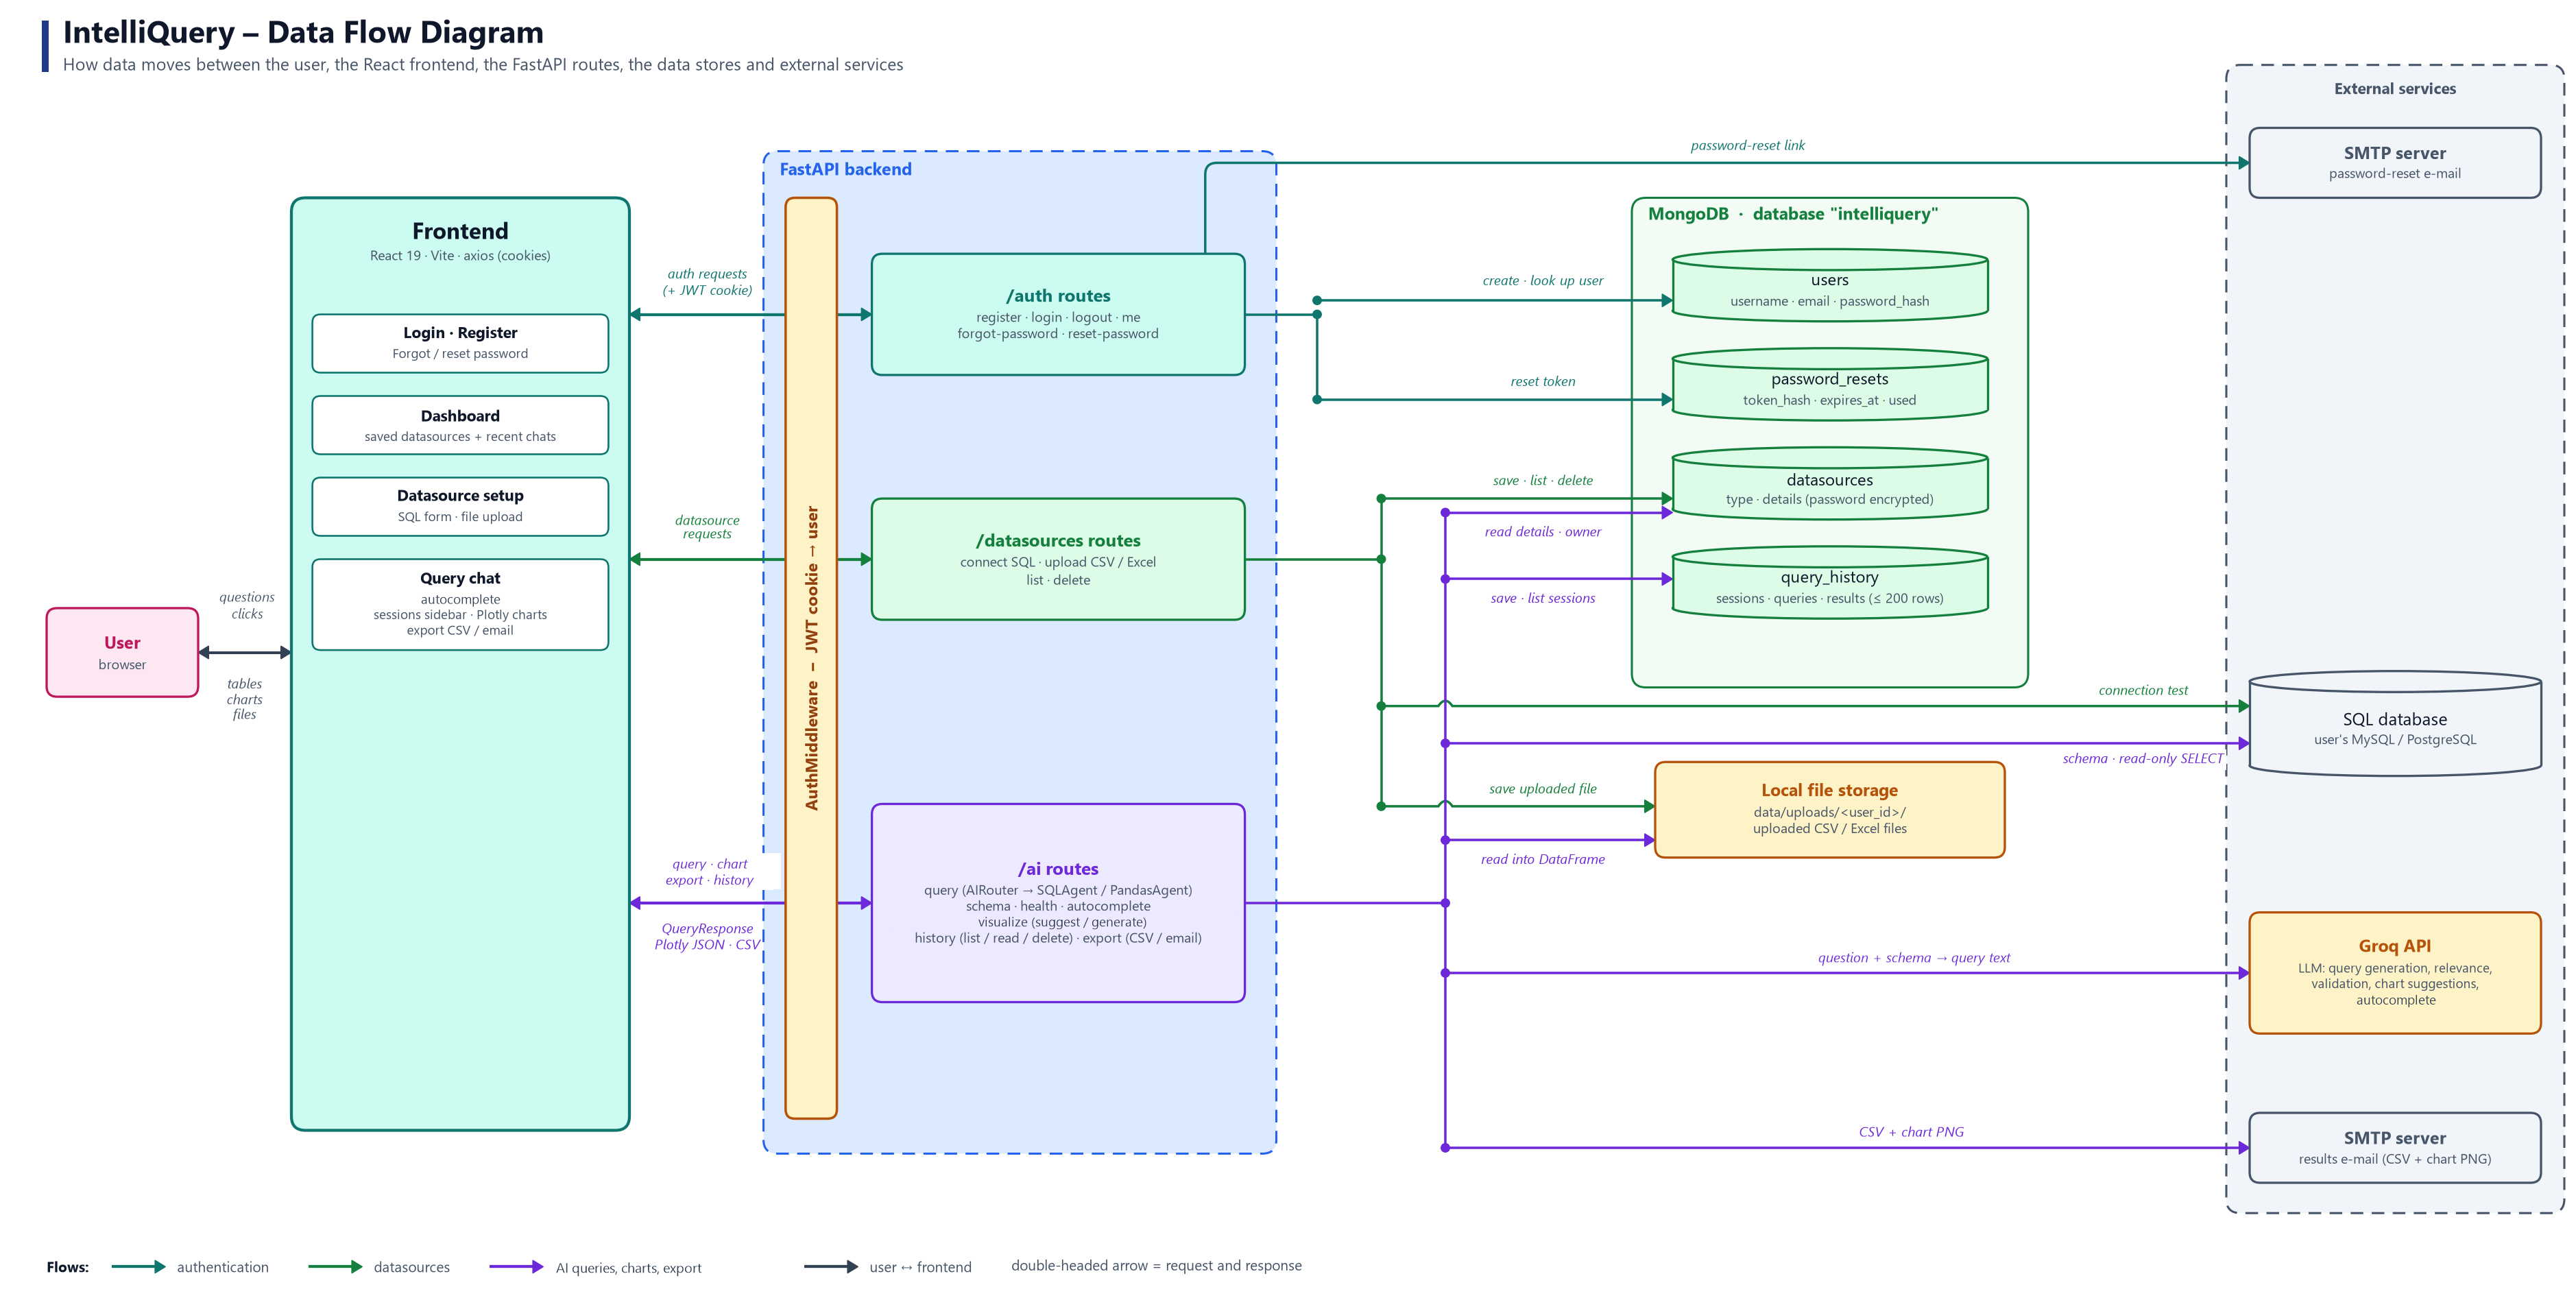 IntelliQuery – Data Flow Diagram
How data moves between the user, the React frontend, the FastAPI routes, the data stores and external services
User
browser
questions
clicks
tables
charts
files
Frontend
React 19 · Vite · axios (cookies)
Login · Register
Forgot / reset password
Dashboard
saved datasources + recent chats
Datasource setup
SQL form · file upload
Query chat
autocomplete
sessions sidebar · Plotly charts
export CSV / email
auth requests
(+ JWT cookie)
datasource
requests
query · chart
export · history
QueryResponse
Plotly JSON · CSV
FastAPI backend
AuthMiddleware – JWT cookie → user
/auth routes
register · login · logout · me
forgot-password · reset-password
/datasources routes
connect SQL · upload CSV / Excel
list · delete
/ai routes
query (AIRouter → SQLAgent / PandasAgent)
schema · health · autocomplete
visualize (suggest / generate)
history (list / read / delete) · export (CSV / email)
password-reset link
create · look up user
reset token
save · list · delete
read details · owner
save · list sessions
connection test
schema · read-only SELECT
save uploaded file
read into DataFrame
question + schema → query text
CSV + chart PNG
MongoDB · database "intelliquery"
users
username · email · password_hash
password_resets
token_hash · expires_at · used
datasources
type · details (password encrypted)
query_history
sessions · queries · results (≤ 200 rows)
Local file storage
data/uploads/<user_id>/
uploaded CSV / Excel files
External services
SMTP server
password-reset e-mail
SQL database
user's MySQL / PostgreSQL
Groq API
LLM: query generation, relevance,
validation, chart suggestions,
autocomplete
SMTP server
results e-mail (CSV + chart PNG)
Flows:
authentication
datasources
AI queries, charts, export
user ↔ frontend
double-headed arrow = request and response